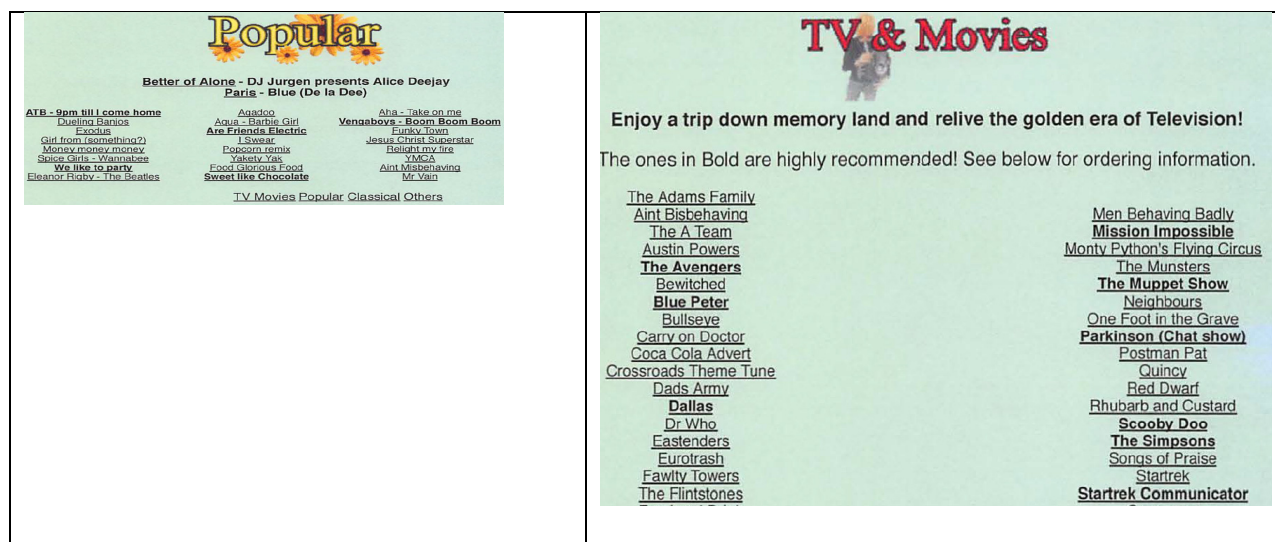 Popular
Better of Alone - DJ Jurgen presents Alice Deejay
Paris - Blue (De la Dee)
ATB - 9pm till I come home
Dueling Banjos
Exodus
Girl from (something?)
Money money money
Spice Girls - Wannabee
We like to party
Eleanor Rigby - The Beatles
Agadoo
Aqua - Barbie Girl
Are Friends Electric
I Swear
Popcorn remix
Yakety Yak
Food Glorious Food
Sweet like Chocolate
Aha - Take on me
Vengaboys - Boom Boom Boom
Funky Town
Jesus Christ Superstar
Relight my fire
YMCA
Aint Misbehaving
Mr Vain
TV Movies Popular Classical Others
TV & Movies
Enjoy a trip down memory land and relive the golden era of Television!
The ones in Bold are highly recommended! See below for ordering information.
The Adams Family
Aint Bisbehaving
The A Team
Austin Powers
The Avengers
Bewitched
Blue Peter
Bullseye
Carry on Doctor
Coca Cola Advert
Crossroads Theme Tune
Dads Army
Dallas
Dr Who
Eastenders
Eurotrash
Fawlty Towers
The Flintstones
Men Behaving Badly
Mission Impossible
Monty Python's Flying Circus
The Munsters
The Muppet Show
Neighbours
One Foot in the Grave
Parkinson (Chat show)
Postman Pat
Quincy
Red Dwarf
Rhubarb and Custard
Scooby Doo
The Simpsons
Songs of Praise
Startrek
Startrek Communicator